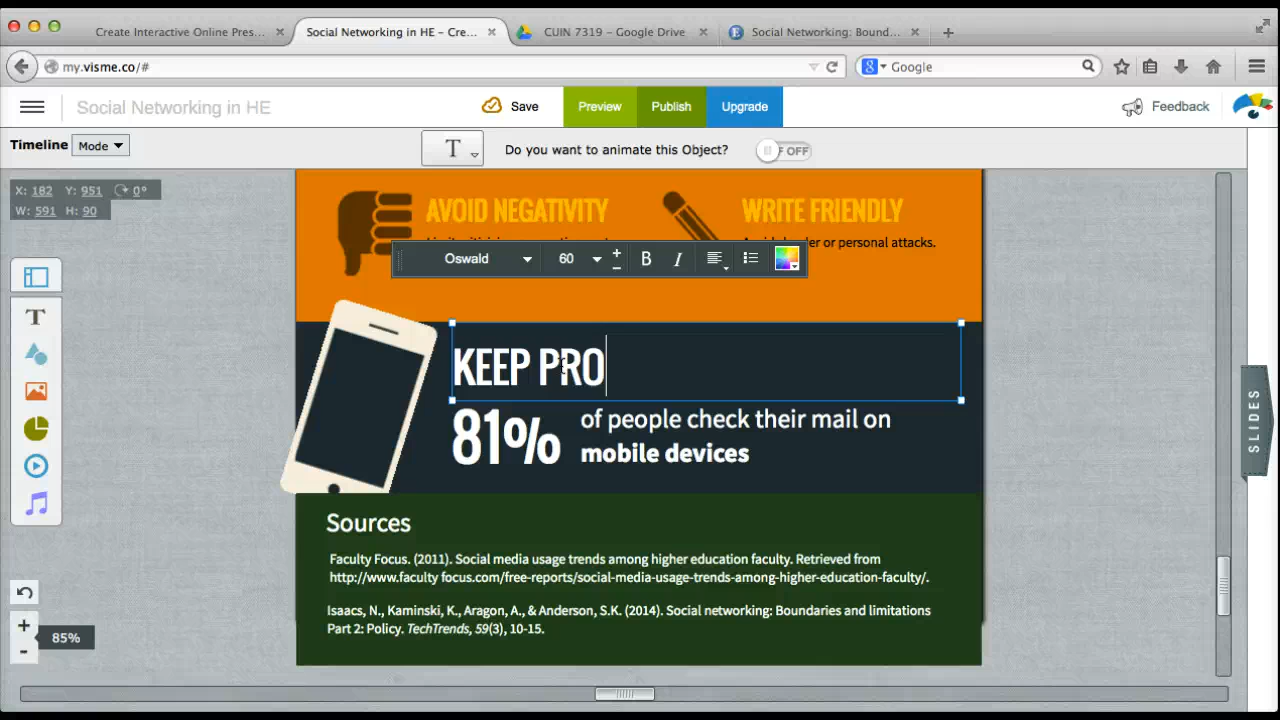 Create Interactive Online Pres...
Social Networking in HE – Cre...
CUIN 7319 – Google Drive
Social Networking: Bound...
my.visme.co/#
Google
Social Networking in HE
Save
Preview
Publish
Upgrade
Feedback
Timeline
Mode
T
Do you want to animate this Object?
OFF
X: 182 Y: 951 0°
W: 591 H: 90
AVOID NEGATIVITY
WRITE FRIENDLY
or personal attacks.
Oswald
60
B
I
T
KEEP PRO
81%
of people check their mail on
mobile devices
SLIDES
Sources
Faculty Focus. (2011). Social media usage trends among higher education faculty. Retrieved from
http://www.faculty focus.com/free-reports/social-media-usage-trends-among-higher-education-faculty/.
Isaacs, N., Kaminski, K., Aragon, A., & Anderson, S.K. (2014). Social networking: Boundaries and limitations
Part 2: Policy. TechTrends, 59(3), 10-15.
85%